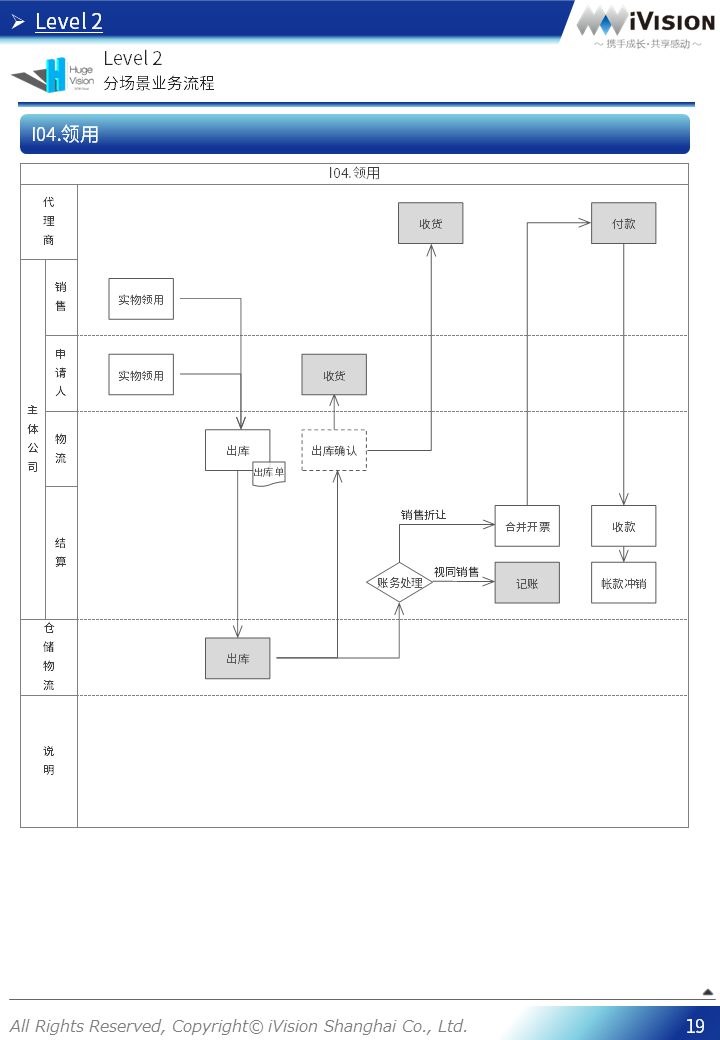 Level 2
iVision
～ 携手成长·共享感动 ～
Huge
Vision
Level 2
分场景业务流程
I04.领用
I04.领用
代理商
收货
付款
主体公司
销售
实物领用
申请人
实物领用
收货
物流
出库
出库单
出库确认
结算
销售折让
合并开票
收款
账务处理
视同销售
记账
帐款冲销
仓储物流
出库
说明
All Rights Reserved, Copyright© iVision Shanghai Co., Ltd.
19